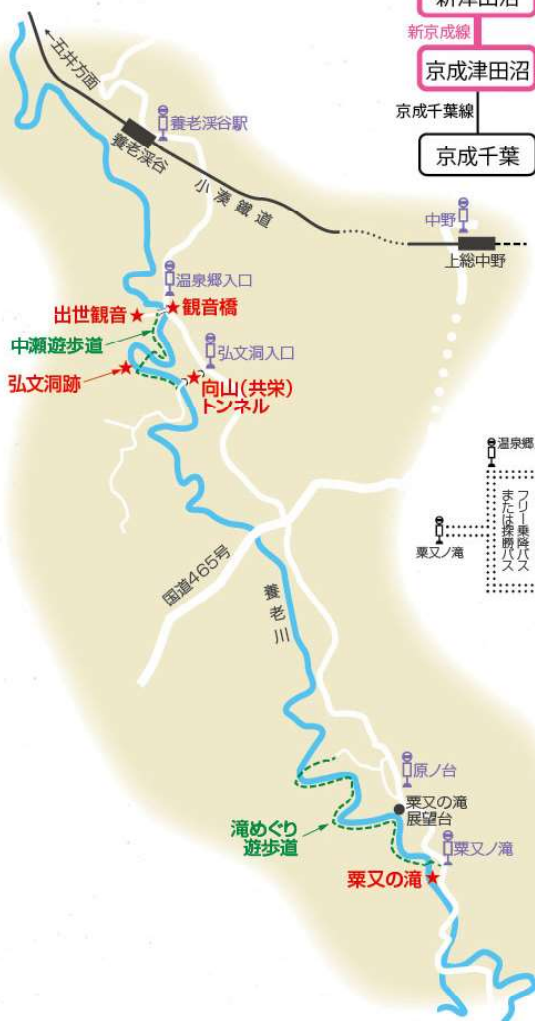 新津田沼
新京成線
京成津田沼
京成千葉線
京成千葉
←五井方面
養老渓谷駅
養老渓谷
小湊鐵道
中野
上総中野
温泉郷入口
出世観音★
★観音橋
中瀬遊歩道
弘文洞入口
弘文洞跡
★
★向山(共栄)
トンネル
温泉郷
フリー乗降バス
または探勝バス
粟又ノ滝
国道465号
養老川
原ノ台
粟又の滝
展望台
滝めぐり
遊歩道
粟又ノ滝
粟又の滝★